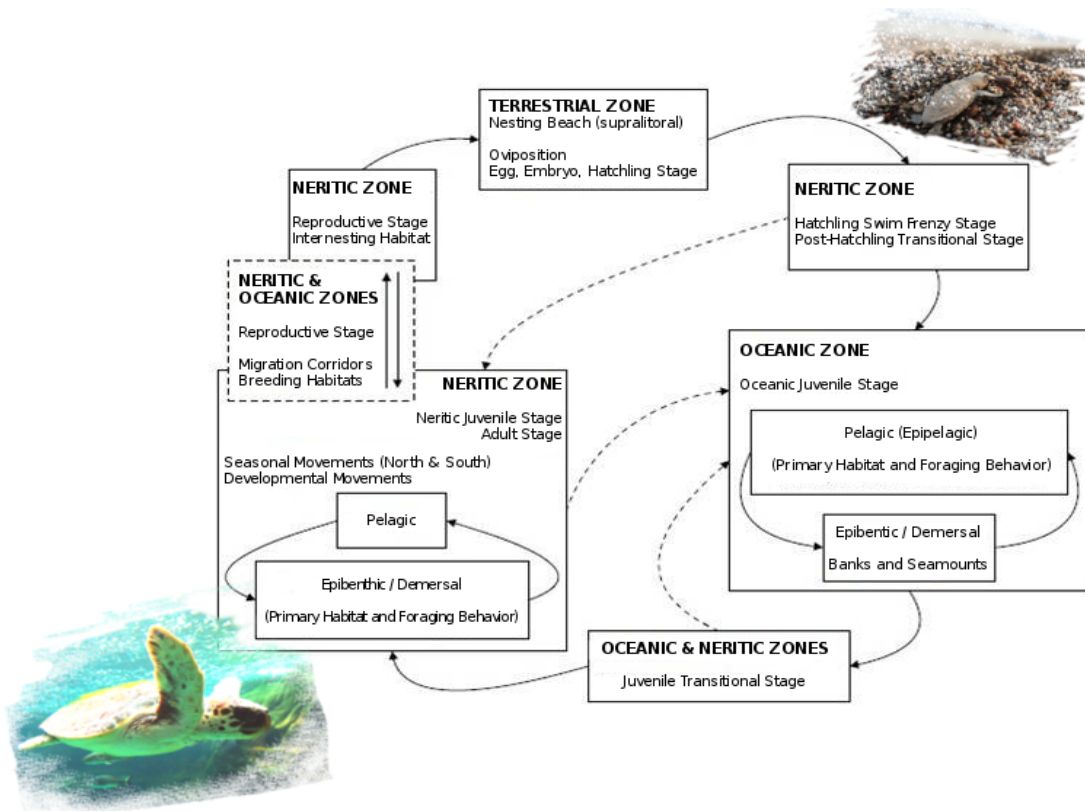 TERRESTRIAL ZONE
Nesting Beach (supralitoral)
Oviposition
Egg, Embryo, Hatchling Stage
NERITIC ZONE
Hatchling Swim Frenzy Stage
Post-Hatchling Transitional Stage
NERITIC ZONE
Reproductive Stage
Internesting Habitat
NERITIC &
OCEANIC ZONES
Reproductive Stage
Migration Corridors
Breeding Habitats
OCEANIC ZONE
Oceanic Juvenile Stage
Pelagic (Epipelagic)
(Primary Habitat and Foraging Behavior)
Epibentic / Demersal
Banks and Seamounts
NERITIC ZONE
Neritic Juvenile Stage
Adult Stage
Seasonal Movements (North & South)
Developmental Movements
Pelagic
Epibenthic / Demersal
(Primary Habitat and Foraging Behavior)
OCEANIC & NERITIC ZONES
Juvenile Transitional Stage